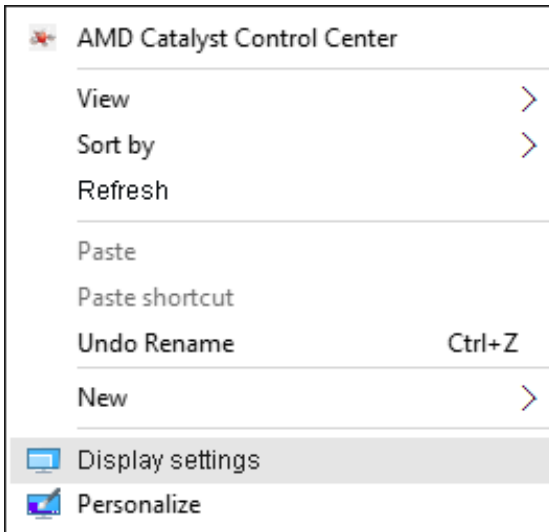 AMD Catalyst Control Center
View
Sort by
Refresh
Paste
Paste shortcut
Undo Rename Ctrl+Z
New
Display settings
Personalize